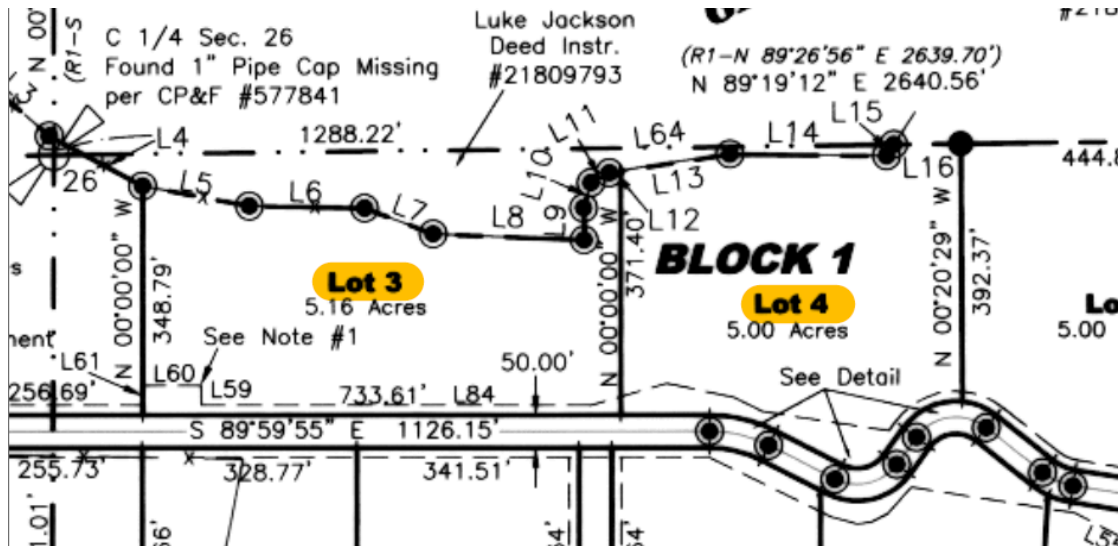 N 00°
(R1-S
C 1/4 Sec. 26
Found 1" Pipe Cap Missing
per CP&F #577841
Luke Jackson
Deed Instr.
#21809793
(R1-N 89°26'56" E 2639.70')
N 89°19'12" E 2640.56'
L4
1288.22'
L11
L64
L14
L15
L16
26
L5
L6
L7
L8
L9
L10
L13
L12
444.8
BLOCK 1
N 00°00'00" W
348.79'
Lot 3
5.16 Acres
N 00°00'00" W
371.40'
Lot 4
5.00 Acres
N 00°20'29" W
392.37'
Lo
5.00
See Note #1
L61
L60
L59
50.00'
See Detail
256.69'
733.61'
L84
S 89°59'55" E 1126.15'
255.73'
328.77'
341.51'